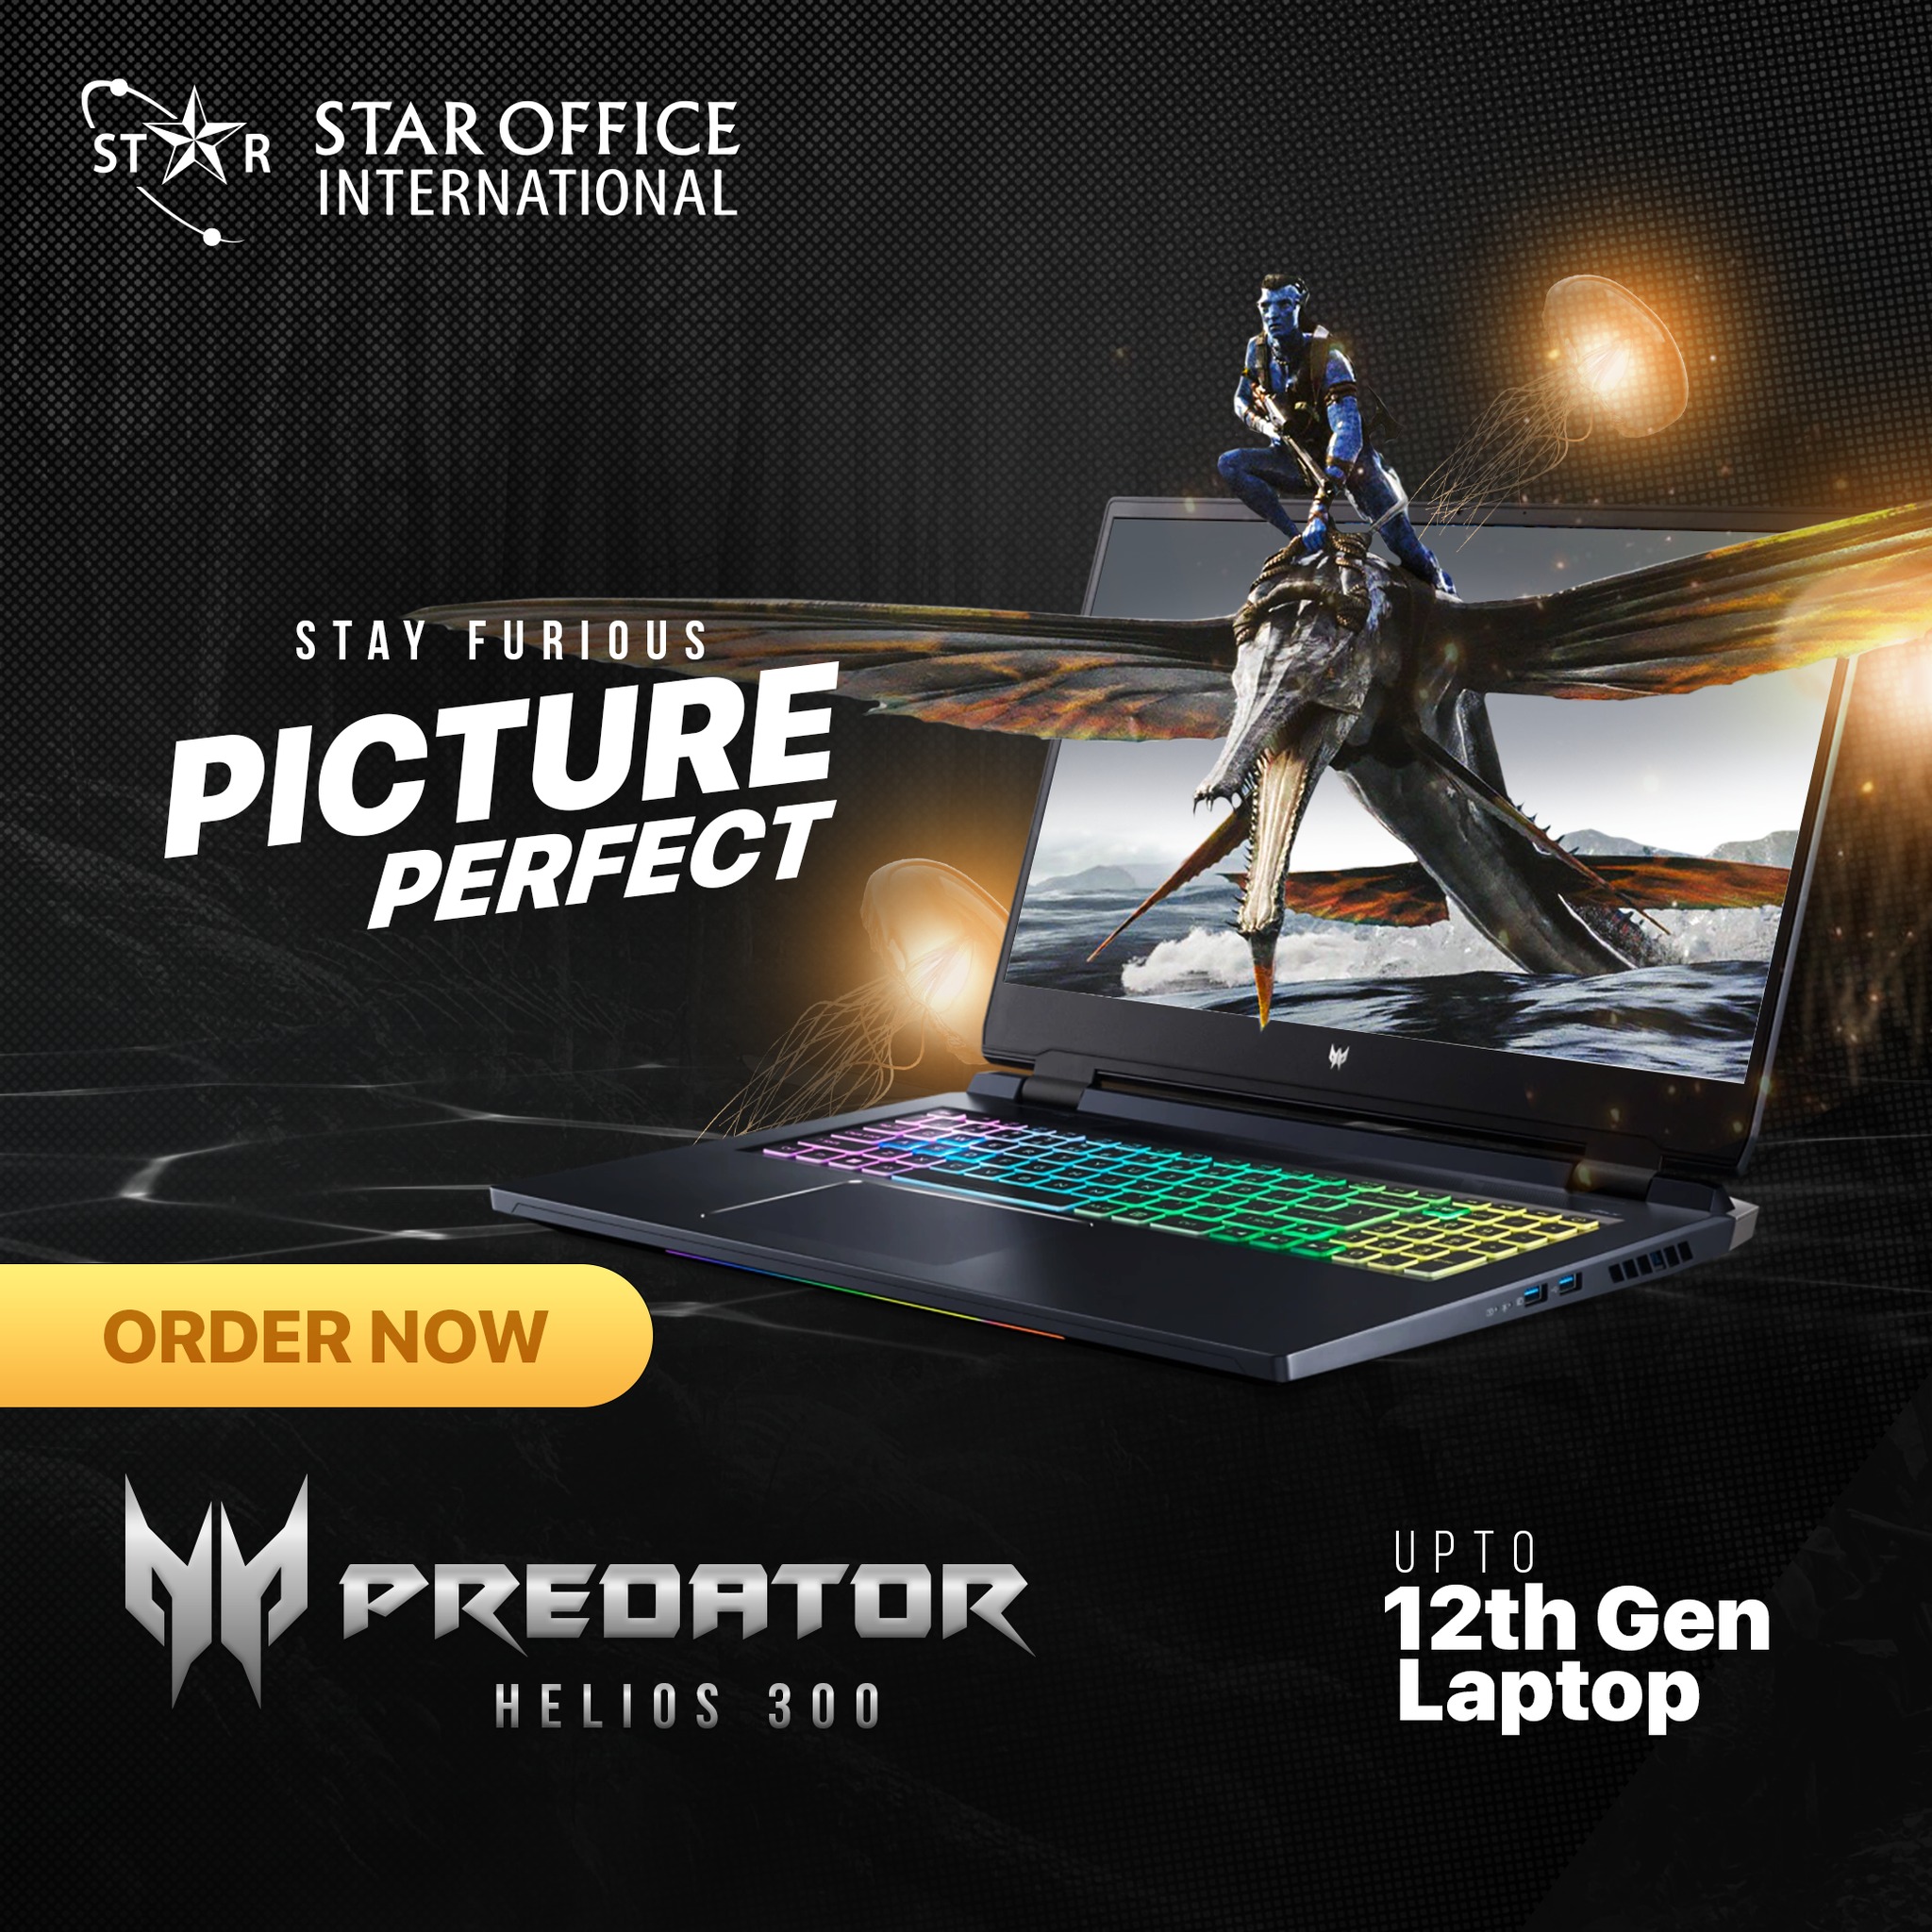 ST R
STAR OFFICE
INTERNATIONAL
STAY FURIOUS
PICTURE
PERFECT
ORDER NOW
PREDATOR
HELIOS 300
UPTO
12th Gen
Laptop